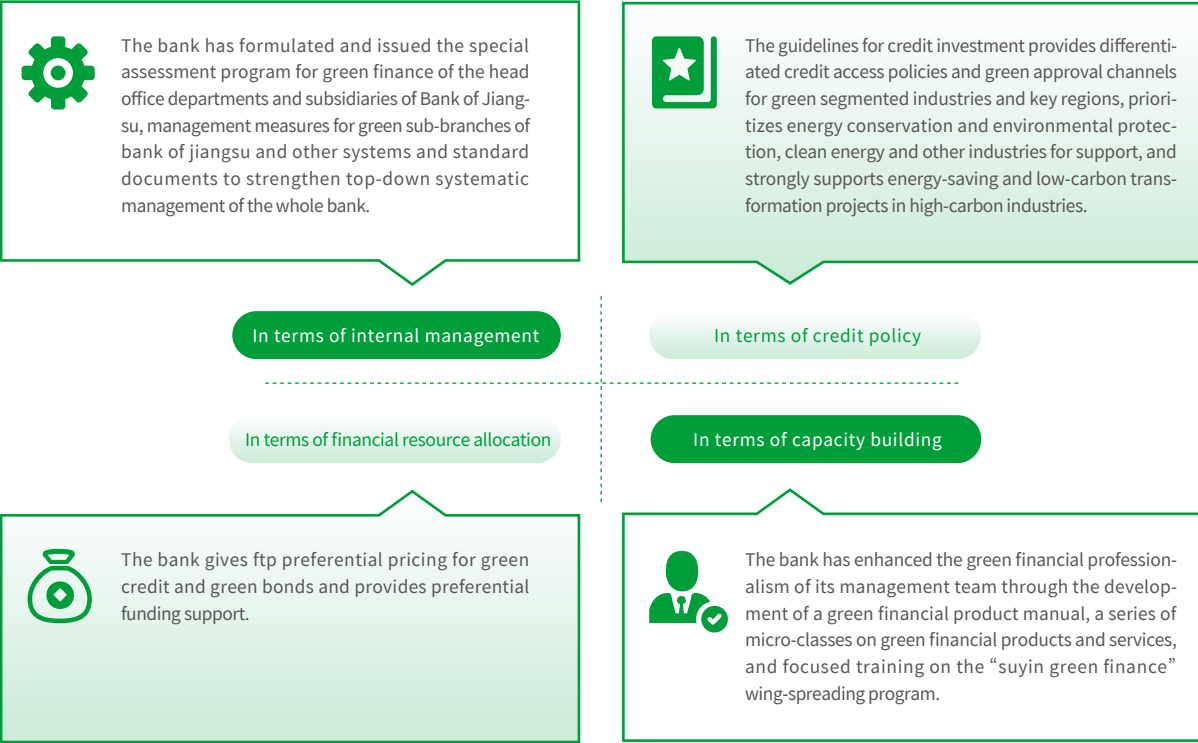 The bank has formulated and issued the special
assessment program for green finance of the head
office departments and subsidiaries of Bank of Jiang-
su, management measures for green sub-branches of
bank of jiangsu and other systems and standard
documents to strengthen top-down systematic
management of the whole bank.
The guidelines for credit investment provides differenti-
ated credit access policies and green approval channels
for green segmented industries and key regions, priori-
tizes energy conservation and environmental protec-
tion, clean energy and other industries for support, and
strongly supports energy-saving and low-carbon trans-
formation projects in high-carbon industries.
In terms of internal management
In terms of credit policy
In terms of financial resource allocation
In terms of capacity building
The bank gives ftp preferential pricing for green
credit and green bonds and provides preferential
funding support.
The bank has enhanced the green financial profession-
alism of its management team through the develop-
ment of a green financial product manual, a series of
micro-classes on green financial products and services,
and focused training on the “suyin green finance”
wing-spreading program.